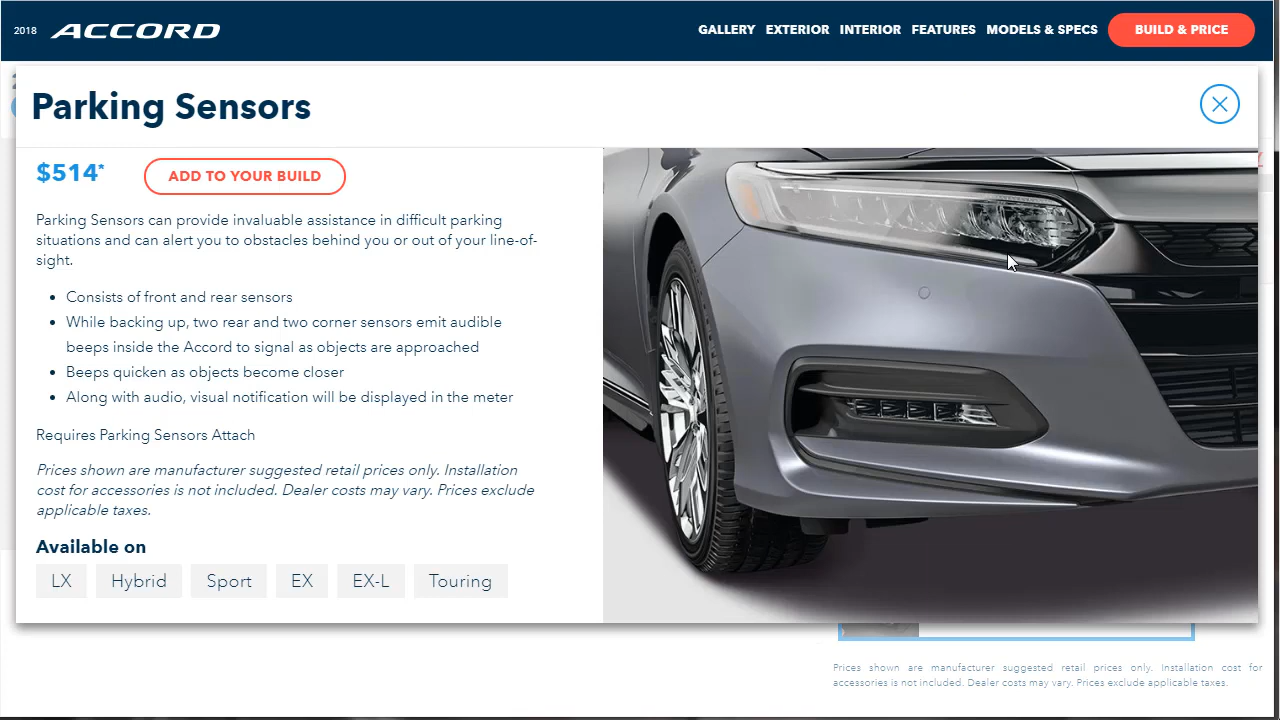 2018 ACCORD GALLERY EXTERIOR INTERIOR FEATURES MODELS & SPECS BUILD & PRICE
Parking Sensors
$514* ADD TO YOUR BUILD
Parking Sensors can provide invaluable assistance in difficult parking
situations and can alert you to obstacles behind you or out of your line-of-
sight.
• Consists of front and rear sensors
• While backing up, two rear and two corner sensors emit audible
beeps inside the Accord to signal as objects are approached
• Beeps quicken as objects become closer
• Along with audio, visual notification will be displayed in the meter
Requires Parking Sensors Attach
Prices shown are manufacturer suggested retail prices only. Installation
cost for accessories is not included. Dealer costs may vary. Prices exclude
applicable taxes.
Available on
LX Hybrid Sport EX EX-L Touring
Prices shown are manufacturer suggested retail prices only. Installation cost for
accessories is not included. Dealer costs may vary. Prices exclude applicable taxes.